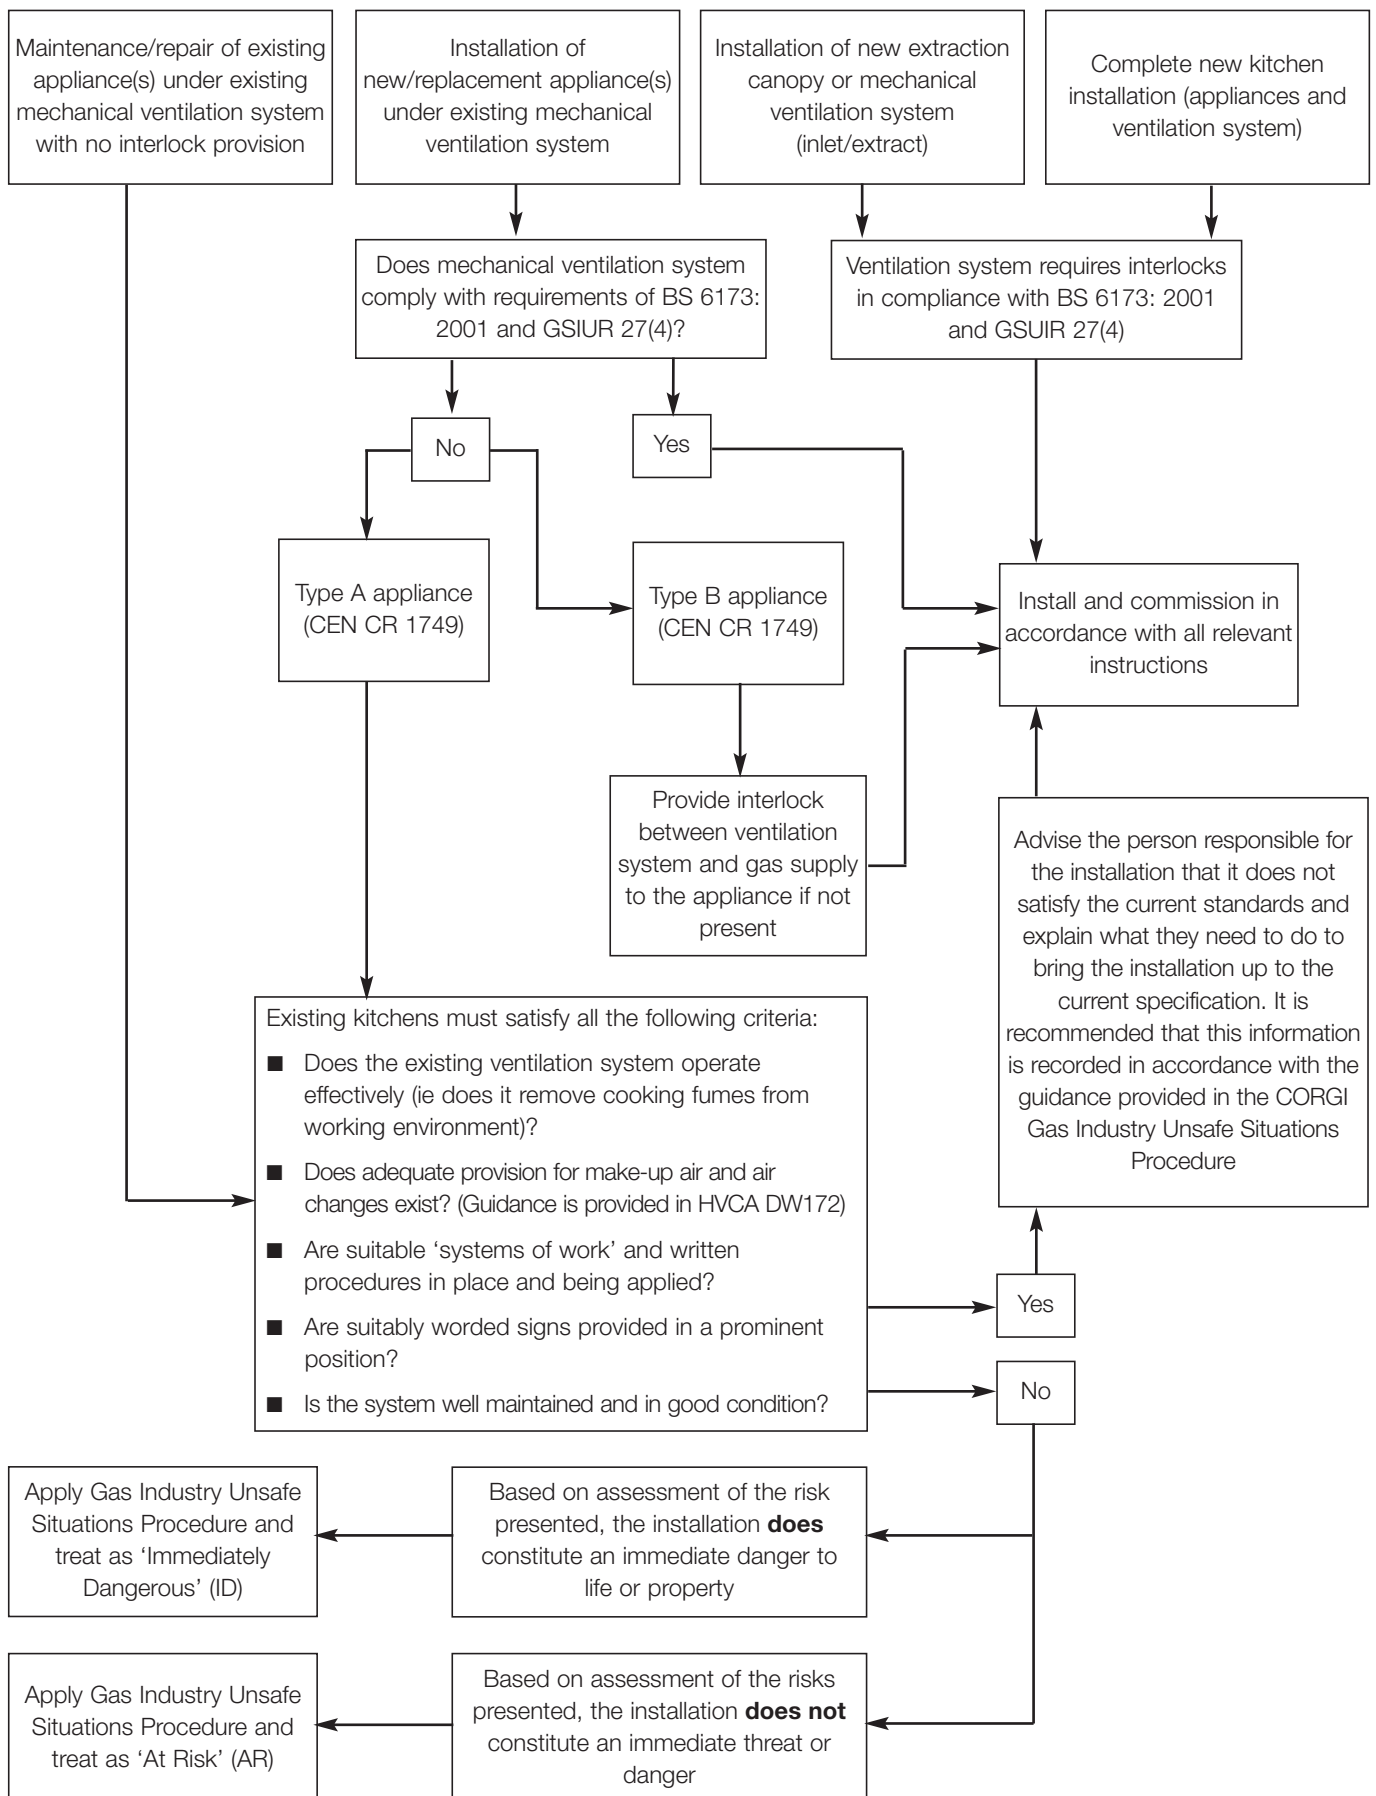 Maintenance/repair of existing
appliance(s) under existing
mechanical ventilation system
with no interlock provision
Installation of
new/replacement appliance(s)
under existing mechanical
ventilation system
Installation of new extraction
canopy or mechanical
ventilation system
(inlet/extract)
Complete new kitchen
installation (appliances and
ventilation system)
Does mechanical ventilation system
comply with requirements of BS 6173:
2001 and GSIUR 27(4)?
Ventilation system requires interlocks
in compliance with BS 6173: 2001
and GSUIR 27(4)
No
Yes
Type A appliance
(CEN CR 1749)
Type B appliance
(CEN CR 1749)
Install and commission in
accordance with all relevant
instructions
Provide interlock
between ventilation
system and gas supply
to the appliance if not
present
Advise the person responsible for
the installation that it does not
satisfy the current standards and
explain what they need to do to
bring the installation up to the
current specification. It is
recommended that this information
is recorded in accordance with the
guidance provided in the CORGI
Gas Industry Unsafe Situations
Procedure
Existing kitchens must satisfy all the following criteria:
■ Does the existing ventilation system operate
effectively (ie does it remove cooking fumes from
working environment)?
■ Does adequate provision for make-up air and air
changes exist? (Guidance is provided in HVCA DW172)
■ Are suitable ‘systems of work’ and written
procedures in place and being applied?
■ Are suitably worded signs provided in a prominent
position?
■ Is the system well maintained and in good condition?
Yes
No
Apply Gas Industry Unsafe
Situations Procedure and
treat as ‘Immediately
Dangerous’ (ID)
Based on assessment of the risk
presented, the installation does
constitute an immediate danger to
life or property
Apply Gas Industry Unsafe
Situations Procedure and
treat as ‘At Risk’ (AR)
Based on assessment of the risks
presented, the installation does not
constitute an immediate threat or
danger